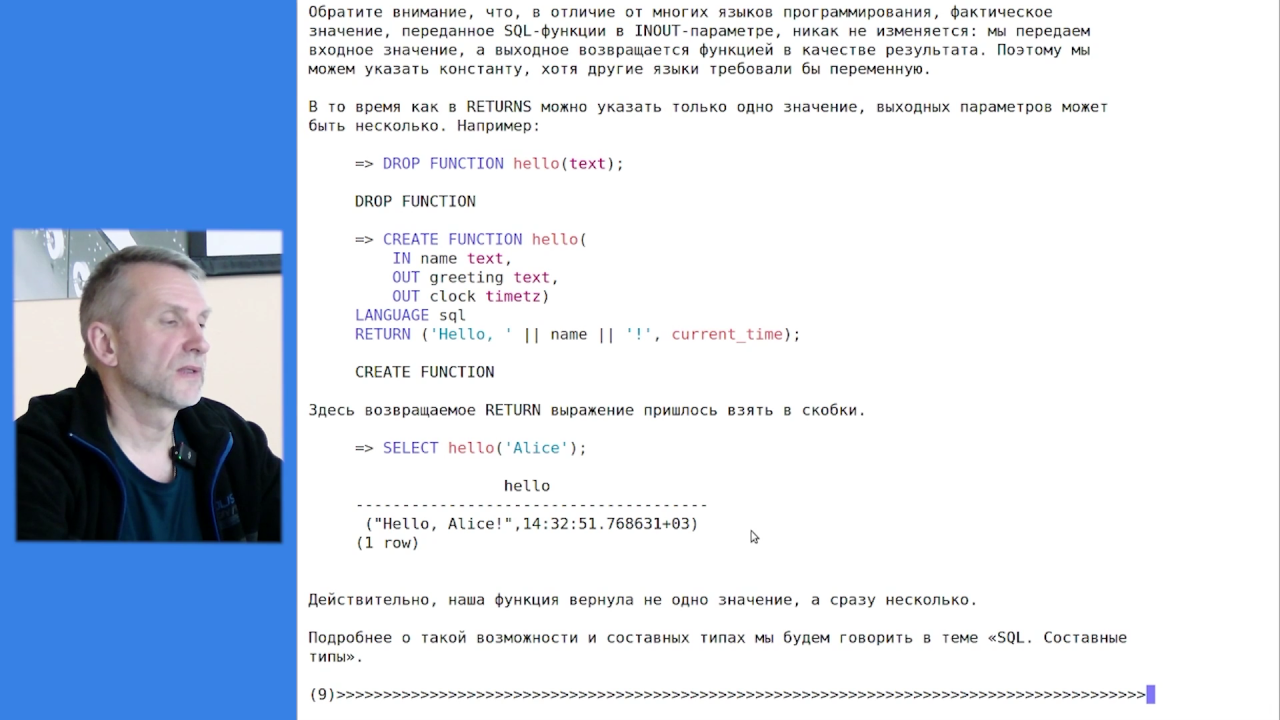 Обратите внимание, что, в отличие от многих языков программирования, фактическое
значение, переданное SQL-функции в INOUT-параметре, никак не изменяется: мы передаем
входное значение, а выходное возвращается функцией в качестве результата. Поэтому мы
можем указать константу, хотя другие языки требовали бы переменную.
В то время как в RETURNS можно указать только одно значение, выходных параметров может
быть несколько. Например:
=> DROP FUNCTION hello(text);
DROP FUNCTION
=> CREATE FUNCTION hello(
IN name text,
OUT greeting text,
OUT clock timetz)
LANGUAGE sql
RETURN ('Hello, ' || name || '!', current_time);
CREATE FUNCTION
Здесь возвращаемое RETURN выражение пришлось взять в скобки.
=> SELECT hello('Alice');
hello
--------------------------------------
("Hello, Alice!",14:32:51.768631+03)
(1 row)
Действительно, наша функция вернула не одно значение, а сразу несколько.
Подробнее о такой возможности и составных типах мы будем говорить в теме «SQL. Составные
типы».
(9)>>>>>>>>>>>>>>>>>>>>>>>>>>>>>>>>>>>>>>>>>>>>>>>>>>>>>>>>>>>>>>>>>>>>>>>>>>>>>>>>>>>>>>>